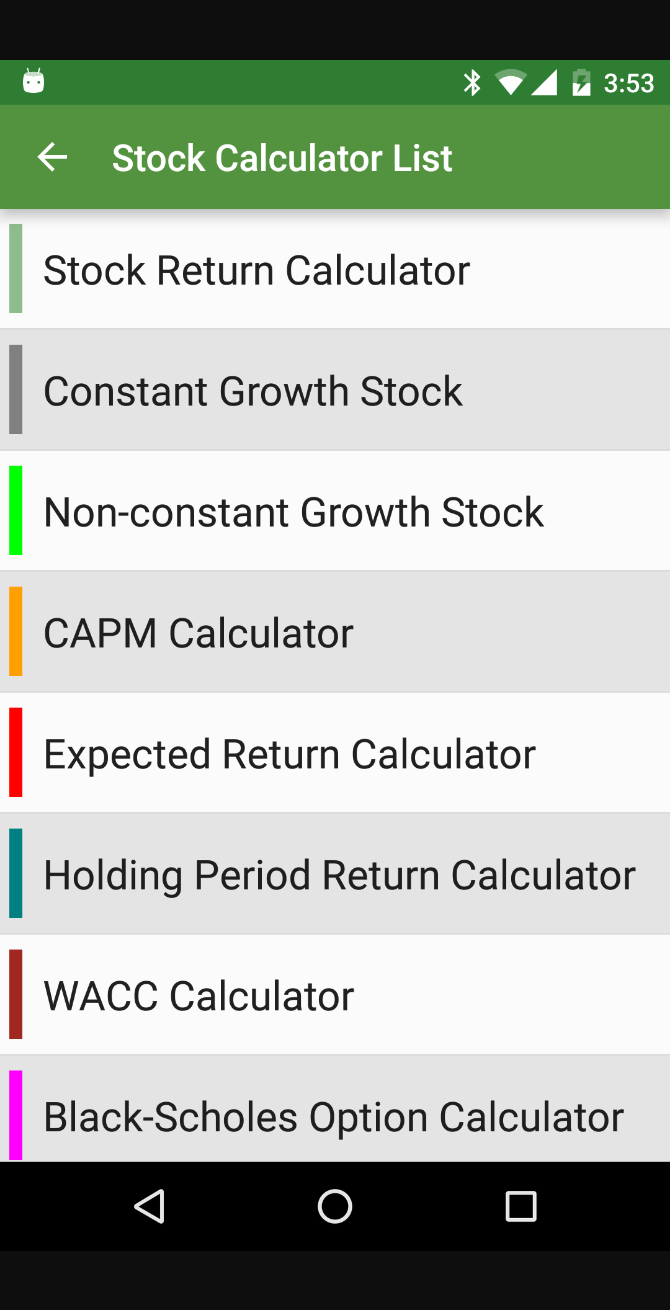 3:53
Stock Calculator List
Stock Return Calculator
Constant Growth Stock
Non-constant Growth Stock
CAPM Calculator
Expected Return Calculator
Holding Period Return Calculator
WACC Calculator
Black-Scholes Option Calculator